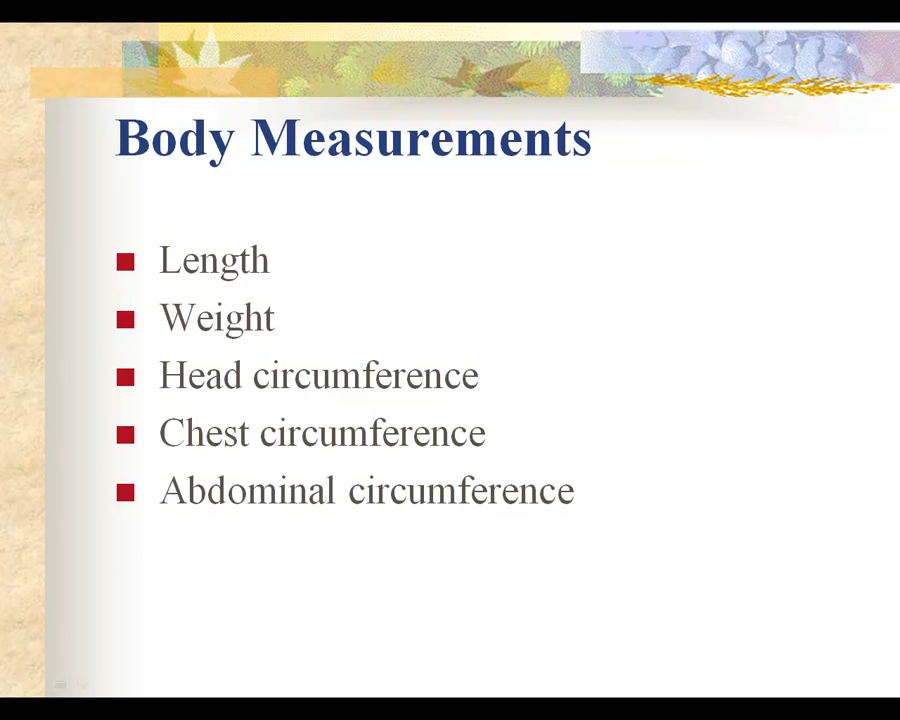 Body Measurements
Length
Weight
Head circumference
Chest circumference
Abdominal circumference